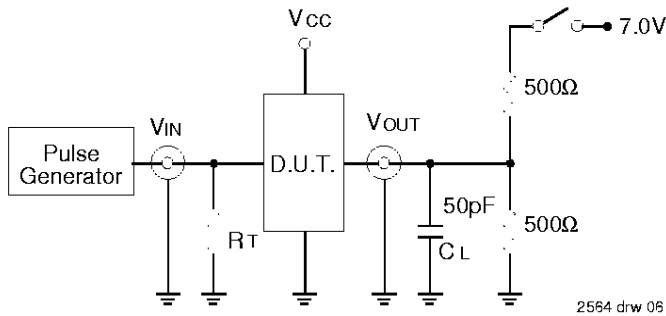 VCC
7.0V
500Ω
Pulse
Generator
VIN
D.U.T.
VOUT
50pF
CL
500Ω
RT
2564 drw 06